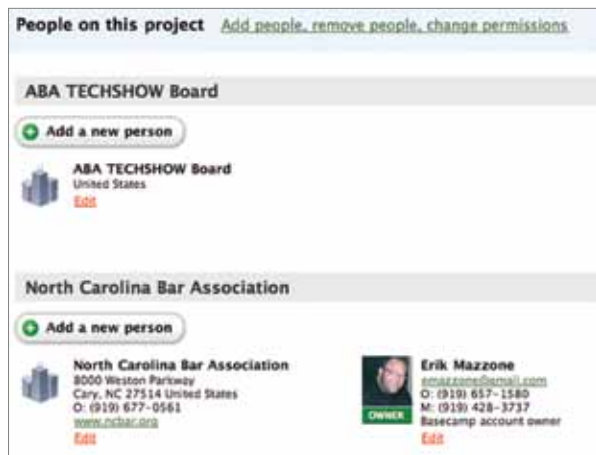 People on this project Add people, remove people, change permissions
ABA TECHSHOW Board
Add a new person
ABA TECHSHOW Board
United States
Edit
North Carolina Bar Association
Add a new person
North Carolina Bar Association
8000 Weston Parkway
Cary, NC 27514 United States
O: (919) 677-0561
www.ncbar.org
Edit
OWNER
Erik Mazzone
emazzone@email.com
O: (919) 657-1580
M: (919) 428-3737
Basecamp account owner
Edit